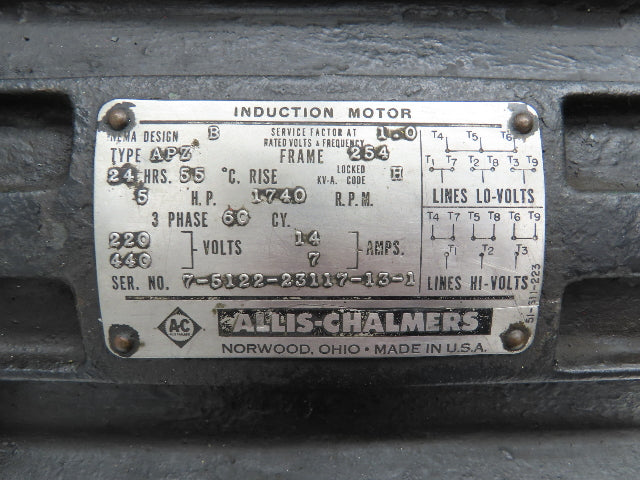 INDUCTION MOTOR
NEMA DESIGN B SERVICE FACTOR AT RATED VOLTS & FREQUENCY 1.0
TYPE APZ FRAME 254
24 HRS. 55 °C. RISE LOCKED KV-A. CODE H
5 H.P. 1740 R.P.M.
3 PHASE 60 CY.
220 440 VOLTS 14 7 AMPS.
SER. NO. 7-5122-23117-13-1
T4 T5 T6
T1 T7 T2 T8 T3 T9
LINES LO-VOLTS
T4 T7 T5 T8 T6 T9
T1 T2 T3
LINES HI-VOLTS
A-C
ALLIS-CHALMERS
NORWOOD, OHIO • MADE IN U.S.A.